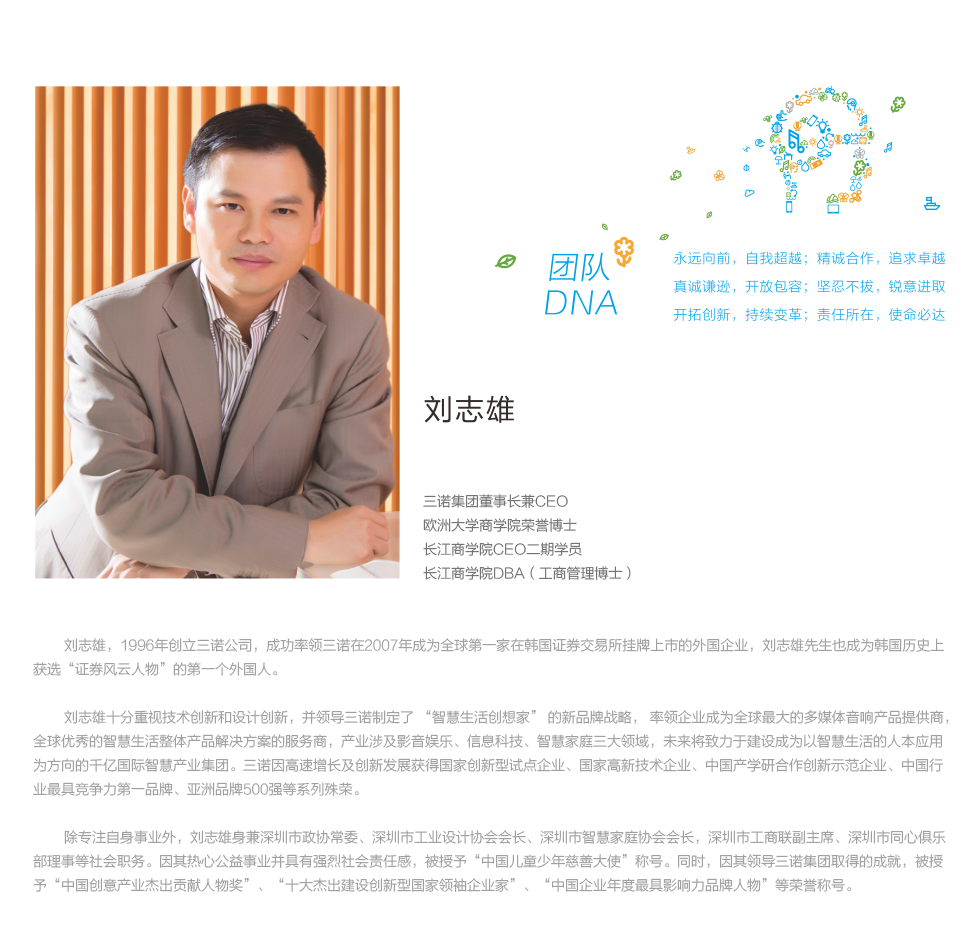 团队
DNA
永远向前，自我超越；精诚合作，追求卓越
真诚谦逊，开放包容；坚忍不拔，锐意进取
开拓创新，持续变革；责任所在，使命必达
刘志雄
三诺集团董事长兼CEO
欧洲大学商学院荣誉博士
长江商学院CEO二期学员
长江商学院DBA（工商管理博士）
刘志雄，1996年创立三诺公司，成功率领三诺在2007年成为全球第一家在韩国证券交易所挂牌上市的外国企业，刘志雄先生也成为韩国历史上
获选“证券风云人物”的第一个外国人。
刘志雄十分重视技术创新和设计创新，并领导三诺制定了 “智慧生活创想家” 的新品牌战略， 率领企业成为全球最大的多媒体音响产品提供商，
全球优秀的智慧生活整体产品解决方案的服务商，产业涉及影音娱乐、信息科技、智慧家庭三大领域，未来将致力于建设成为以智慧生活的人本应用
为方向的千亿国际智慧产业集团。三诺因高速增长及创新发展获得国家创新型试点企业、国家高新技术企业、中国产学研合作创新示范企业、中国行
业最具竞争力第一品牌、亚洲品牌500强等系列殊荣。
除专注自身事业外，刘志雄身兼深圳市政协常委、深圳市工业设计协会会长、深圳市智慧家庭协会会长，深圳市工商联副主席、深圳市同心俱乐
部理事等社会职务。因其热心公益事业并具有强烈社会责任感，被授予“中国儿童少年慈善大使”称号。同时，因其领导三诺集团取得的成就，被授
予“中国创意产业杰出贡献人物奖”、“十大杰出建设创新型国家领袖企业家”、“中国企业年度最具影响力品牌人物”等荣誉称号。